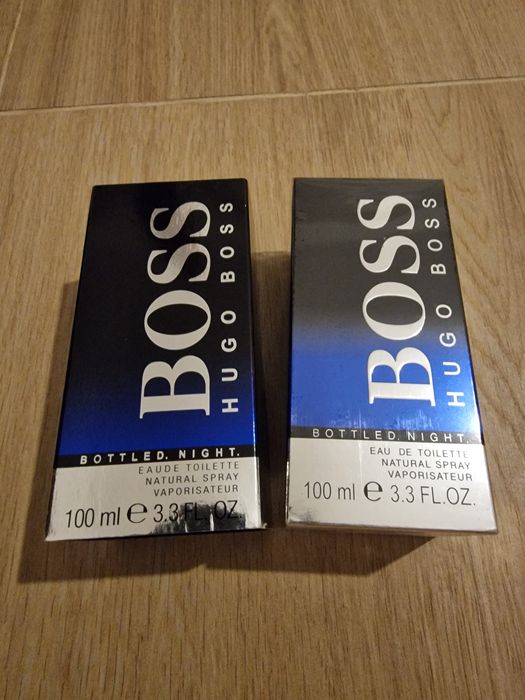 BOSS
HUGO BOSS
BOTTLED. NIGHT.
EAUDE TOILETTE
NATURAL SPRAY
VAPORISATEUR
100 ml e 3.3 FL.OZ.
BOSS
HUGO BOSS
BOTTLED. NIGHT.
EAU DE TOILETTE
NATURAL SPRAY
VAPORISATEUR
100 ml e 3.3 FL.OZ.